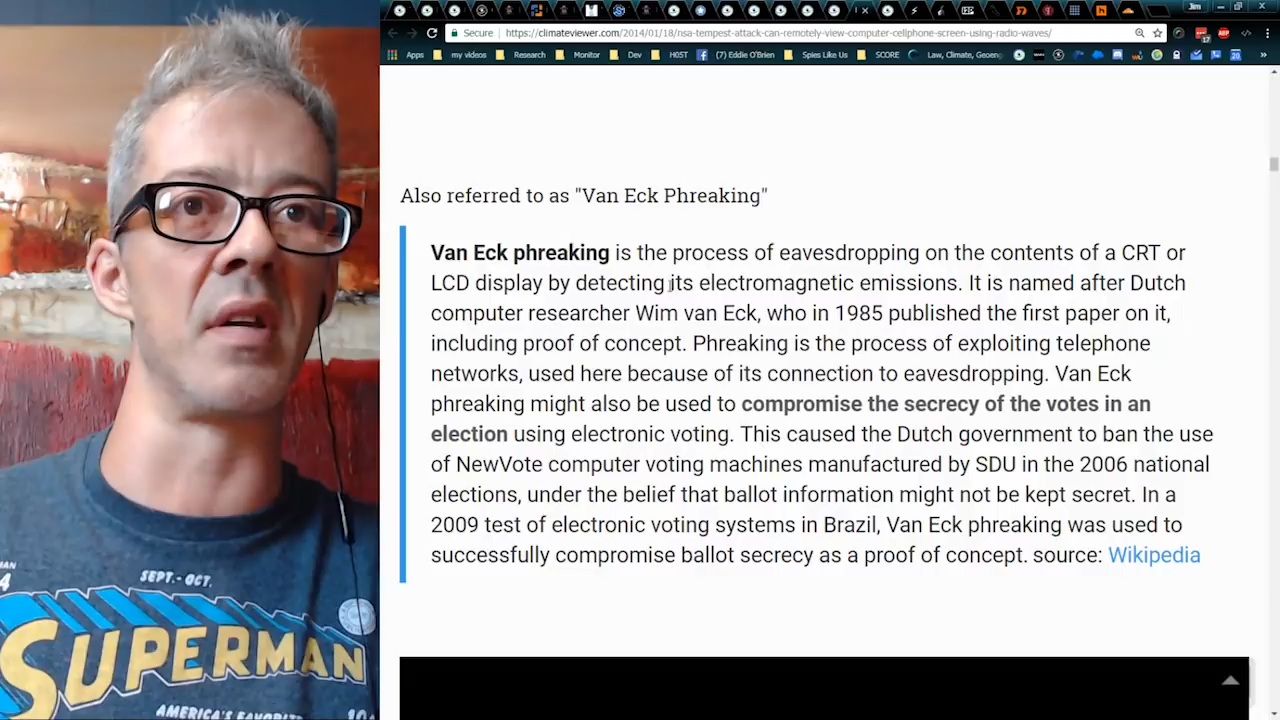 Jim
Secure
https://climateviewer.com/2014/01/18/nsa-tempest-attack-can-remotely-view-computer-cellphone-screen-using-radio-waves/
Apps my videos Research Monitor Dev H0ST (7) Eddie O'Brien Spies Like Us SCORE Law, Climate, Geoeng
Also referred to as "Van Eck Phreaking"
Van Eck phreaking is the process of eavesdropping on the contents of a CRT or
LCD display by detecting its electromagnetic emissions. It is named after Dutch
computer researcher Wim van Eck, who in 1985 published the first paper on it,
including proof of concept. Phreaking is the process of exploiting telephone
networks, used here because of its connection to eavesdropping. Van Eck
phreaking might also be used to compromise the secrecy of the votes in an
election using electronic voting. This caused the Dutch government to ban the use
of NewVote computer voting machines manufactured by SDU in the 2006 national
elections, under the belief that ballot information might not be kept secret. In a
2009 test of electronic voting systems in Brazil, Van Eck phreaking was used to
successfully compromise ballot secrecy as a proof of concept. source: Wikipedia
SEPT.-OCT.
SUPERMAN
AMERICA'S FAVORITE